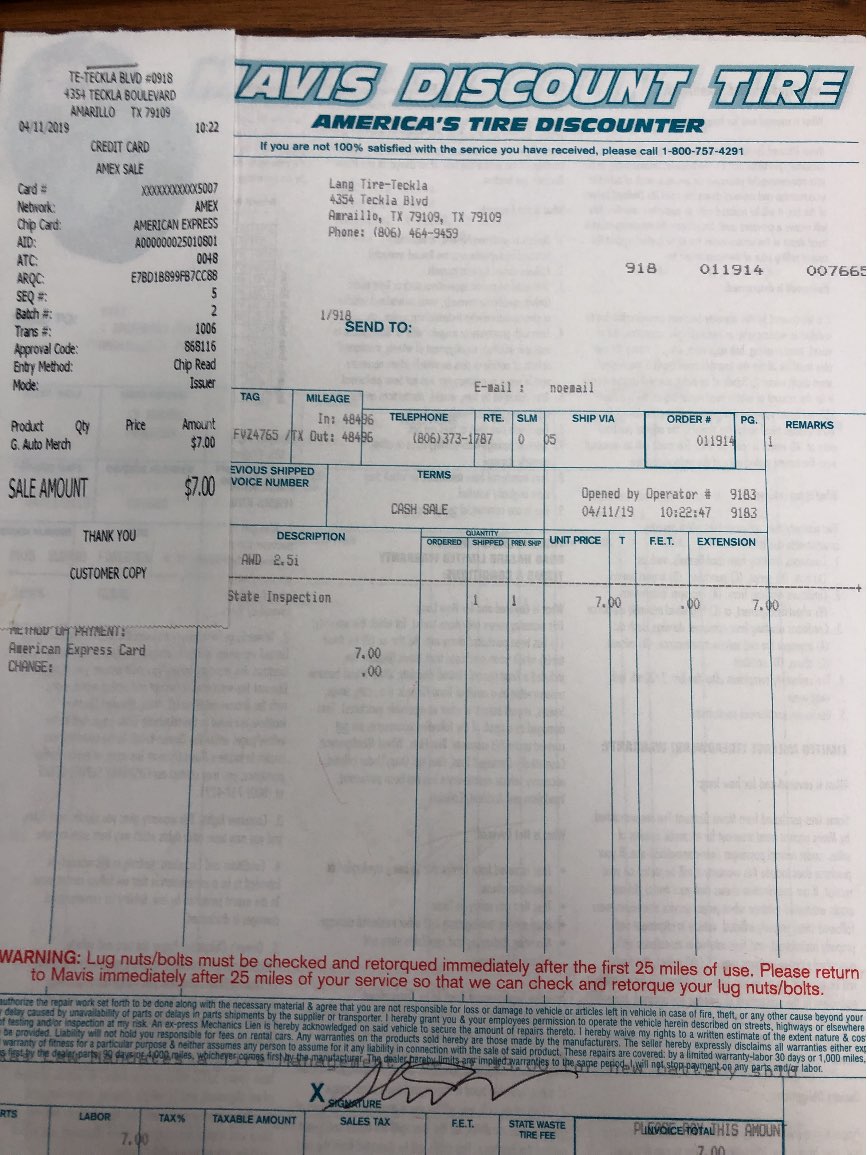 TE-TECKLA BLVD #0918
4354 TECKLA BOULEVARD
AMARILLO TX 79109
04/11/2019 10:22
CREDIT CARD
AMEX SALE
Card # XXXXXXXXXXX5007
Network: AMEX
Chip Card: AMERICAN EXPRESS
AID: A000000025010801
ATC: 0048
ARQC: E7BD1B899FB7CC88
SEQ #: 5
Batch #: 2
Trans #: 1006
Approval Code: 868116
Entry Method: Chip Read
Mode: Issuer
Product Qty Price Amount
G. Auto Merch $7.00
SALE AMOUNT $7.00
THANK YOU
CUSTOMER COPY
MAVIS DISCOUNT TIRE
AMERICA'S TIRE DISCOUNTER
If you are not 100% satisfied with the service you have received, please call 1-800-757-4291
Lang Tire-Teckla
4354 Teckla Blvd
Amraillo, TX 79109, TX 79109
Phone: (806) 464-9459
918 011914 007665
1/918
SEND TO:
E-mail : noemail
TAG MILEAGE TELEPHONE RTE. SLM SHIP VIA ORDER # PG. REMARKS
In: 48496
FVZ4765 /TX Out: 48496 (806)373-1787 0 05 011914 1
EVIOUS SHIPPED
VOICE NUMBER
TERMS
CASH SALE
Opened by Operator # 9183
04/11/19 10:22:47 9183
DESCRIPTION QUANTITY ORDERED SHIPPED PREV. SHIP UNIT PRICE T F.E.T. EXTENSION
AWD 2.5i
State Inspection 1 1 7.00 .00 7.00
METHOD OF PAYMENT:
American Express Card 7.00
CHANGE: .00
WARNING: Lug nuts/bolts must be checked and retorqued immediately after the first 25 miles of use. Please return
to Mavis immediately after 25 miles of your service so that we can check and retorque your lug nuts/bolts.
authorize the repair work set forth to be done along with the necessary material & agree that you are not responsible for loss or damage to vehicle or articles left in vehicle in case of fire, theft, or any other cause beyond your
delay caused by unavailability of parts or delays in parts shipments by the supplier or transporter. I hereby grant you & your employees permission to operate the vehicle herein described on streets, highways or elsewhere
of testing and/or inspection at my risk. An ex-press Mechanics Lien is hereby acknowledged on said vehicle to secure the amount of repairs thereto. I hereby waive my rights to a written estimate of the extent nature & cos
be provided. Liability will not hold you responsible for fees on rental cars. Any warranties on the products sold hereby are those made by the manufacturers. The seller hereby expressly disclaims all warranties either exp
warranty of fitness for a particular purpose & neither assumes any person to assume for it any liability in connection with the sale of said product. These repairs are covered: by a limited warranty-labor 30 days or 1,000 miles,
s first by the dealer-parts, 90 days or 4,000 miles, whichever comes first by the manufacturer. The dealer hereby limits any implied warranties to the same period. I will not stop payment on any parts and/or labor.
X SIGNATURE
RTS LABOR TAX% TAXABLE AMOUNT SALES TAX F.E.T. STATE WASTE TIRE FEE INVOICE TOTAL
PLEASE PAY THIS AMOUN
7.00 7.00